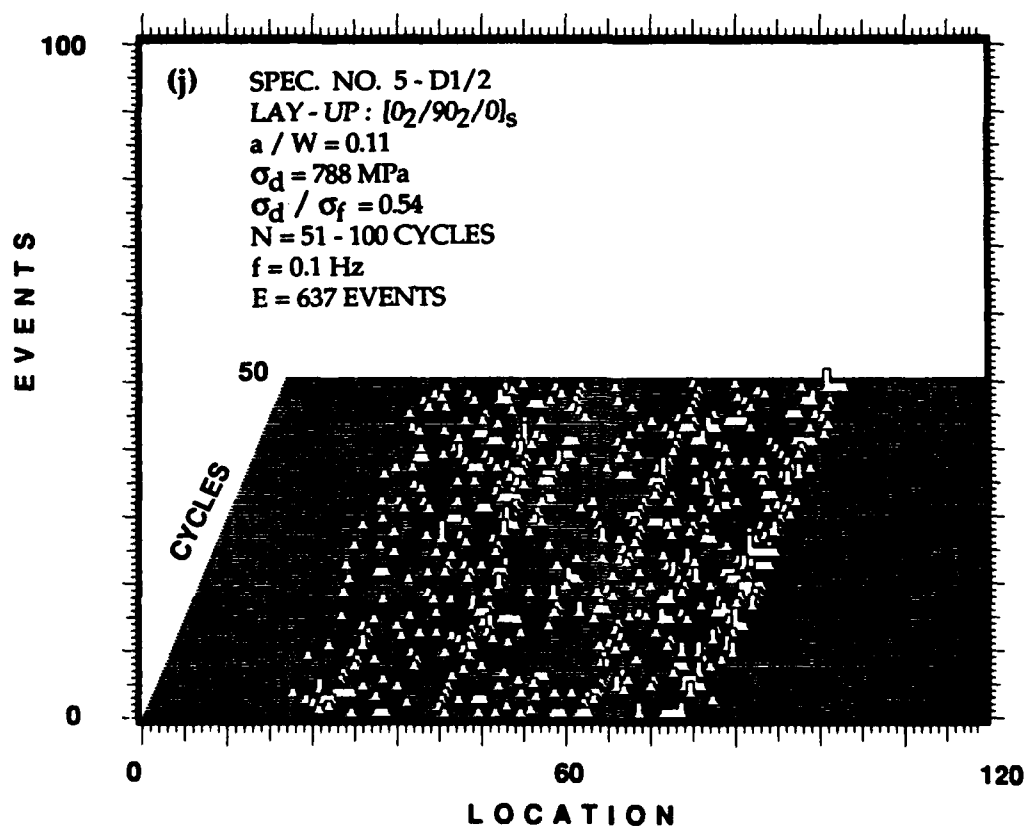 100
(j) SPEC. NO. 5 - D1/2
LAY - UP : [0₂/90₂/0]ₛ
a / W = 0.11
σd = 788 MPa
σd / σf = 0.54
N = 51 - 100 CYCLES
f = 0.1 Hz
E = 637 EVENTS
EVENTS
50
CYCLES
0
0 60 120
LOCATION